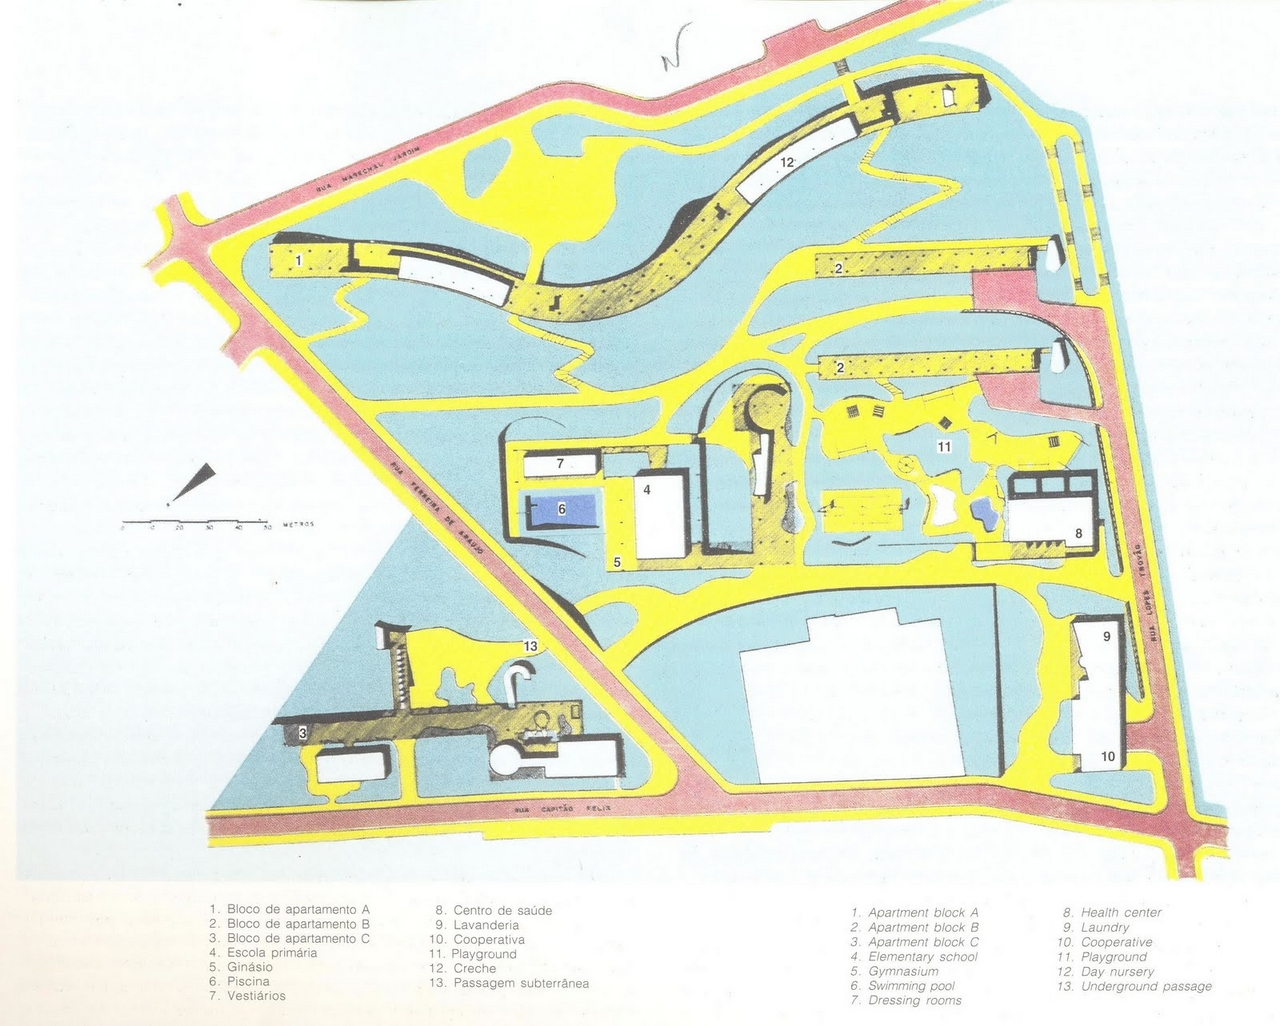 N
RUA MARECHAL JARDIM
12
1
2
2
11
7
4
6
RUA FERREIRA DE ARAUJO
METROS
0 10 20 30 40 50
5
8
RUA LOPES TROVÃO
9
13
3
10
RUA CAPITÃO FELIX
1. Bloco de apartamento A
2. Bloco de apartamento B
3. Bloco de apartamento C
4. Escola primária
5. Ginásio
6. Piscina
7. Vestiários
8. Centro de saúde
9. Lavanderia
10. Cooperativa
11. Playground
12. Creche
13. Passagem subterrânea
1. Apartment block A
2. Apartment block B
3. Apartment block C
4. Elementary school
5. Gymnasium
6. Swimming pool
7. Dressing rooms
8. Health center
9. Laundry
10. Cooperative
11. Playground
12. Day nursery
13. Underground passage